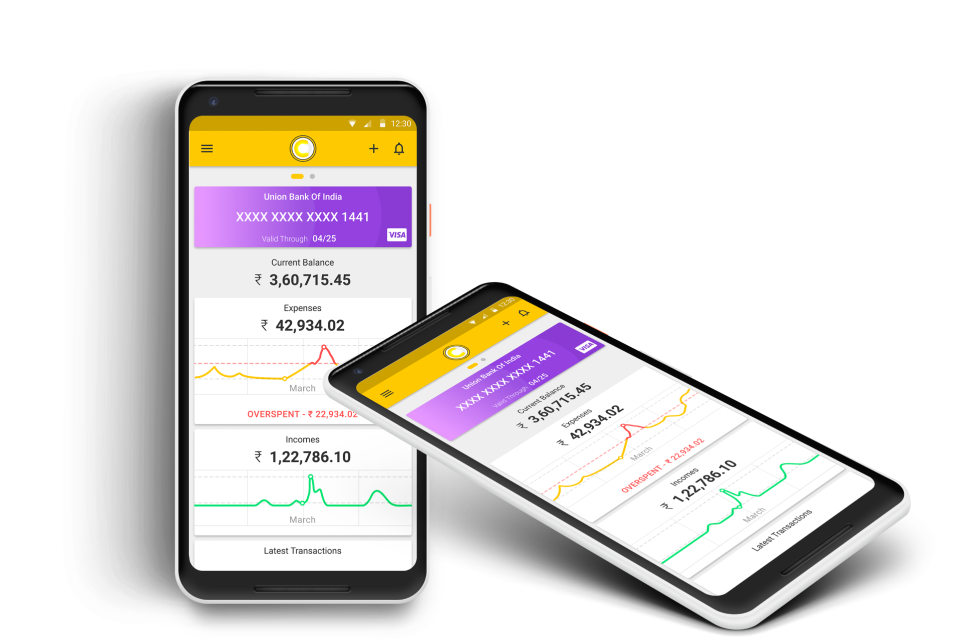 12:30
Union Bank Of India
XXXX XXXX XXXX 1441
Valid Through 04/25
VISA
Current Balance
₹ 3,60,715.45
Expenses
₹ 42,934.02
March
OVERSPENT - ₹ 22,934.02
Incomes
₹ 1,22,786.10
March
Latest Transactions
12:30
Union Bank Of India
XXXX XXXX XXXX 1441
Valid Through 04/25
VISA
Current Balance
₹ 3,60,715.45
Expenses
₹ 42,934.02
March
OVERSPENT - ₹ 22,934.02
Incomes
₹ 1,22,786.10
March
Latest Transactions